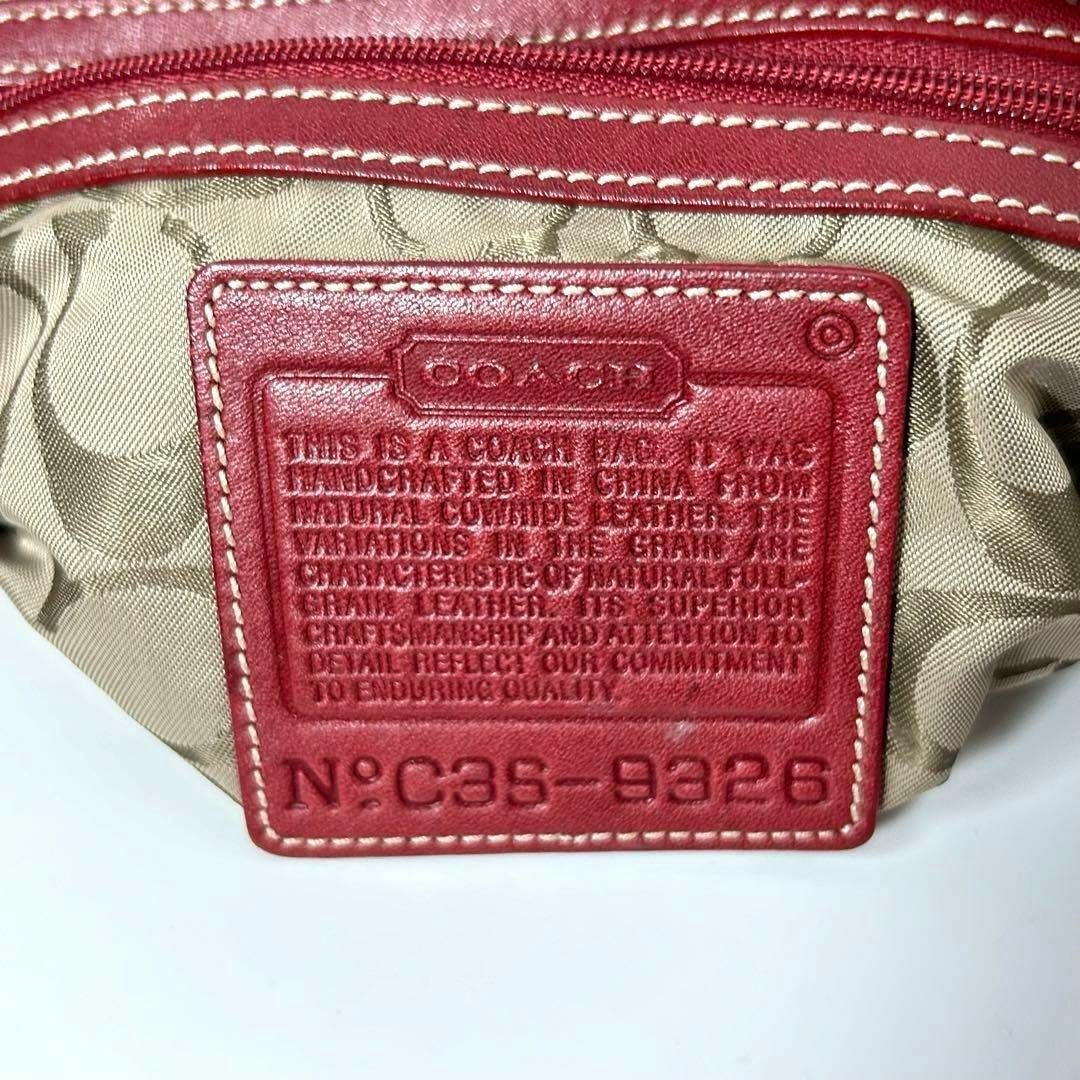 COACH
THIS IS A COACH BAG. IT WAS
HANDCRAFTED IN CHINA FROM
NATURAL COWHIDE LEATHER. THE
VARIATIONS IN THE GRAIN ARE
CHARACTERISTIC OF NATURAL FULL-
GRAIN LEATHER. ITS SUPERIOR
CRAFTSMANSHIP AND ATTENTION TO
DETAIL REFLECT OUR COMMITMENT
TO ENDURING QUALITY.
Nº C3S-9326